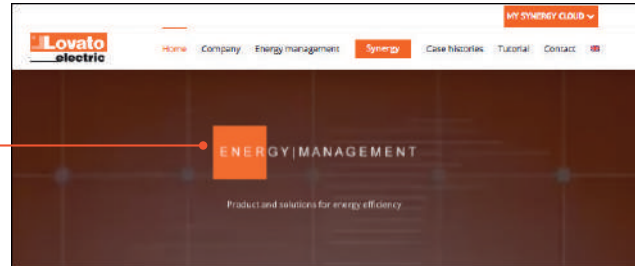 MY SYNERGY CLOUD
Lovato
electric
Home Company Energy management Synergy Case histories Tutorial Contact
ENERGY|MANAGEMENT
Product and solutions for energy efficiency